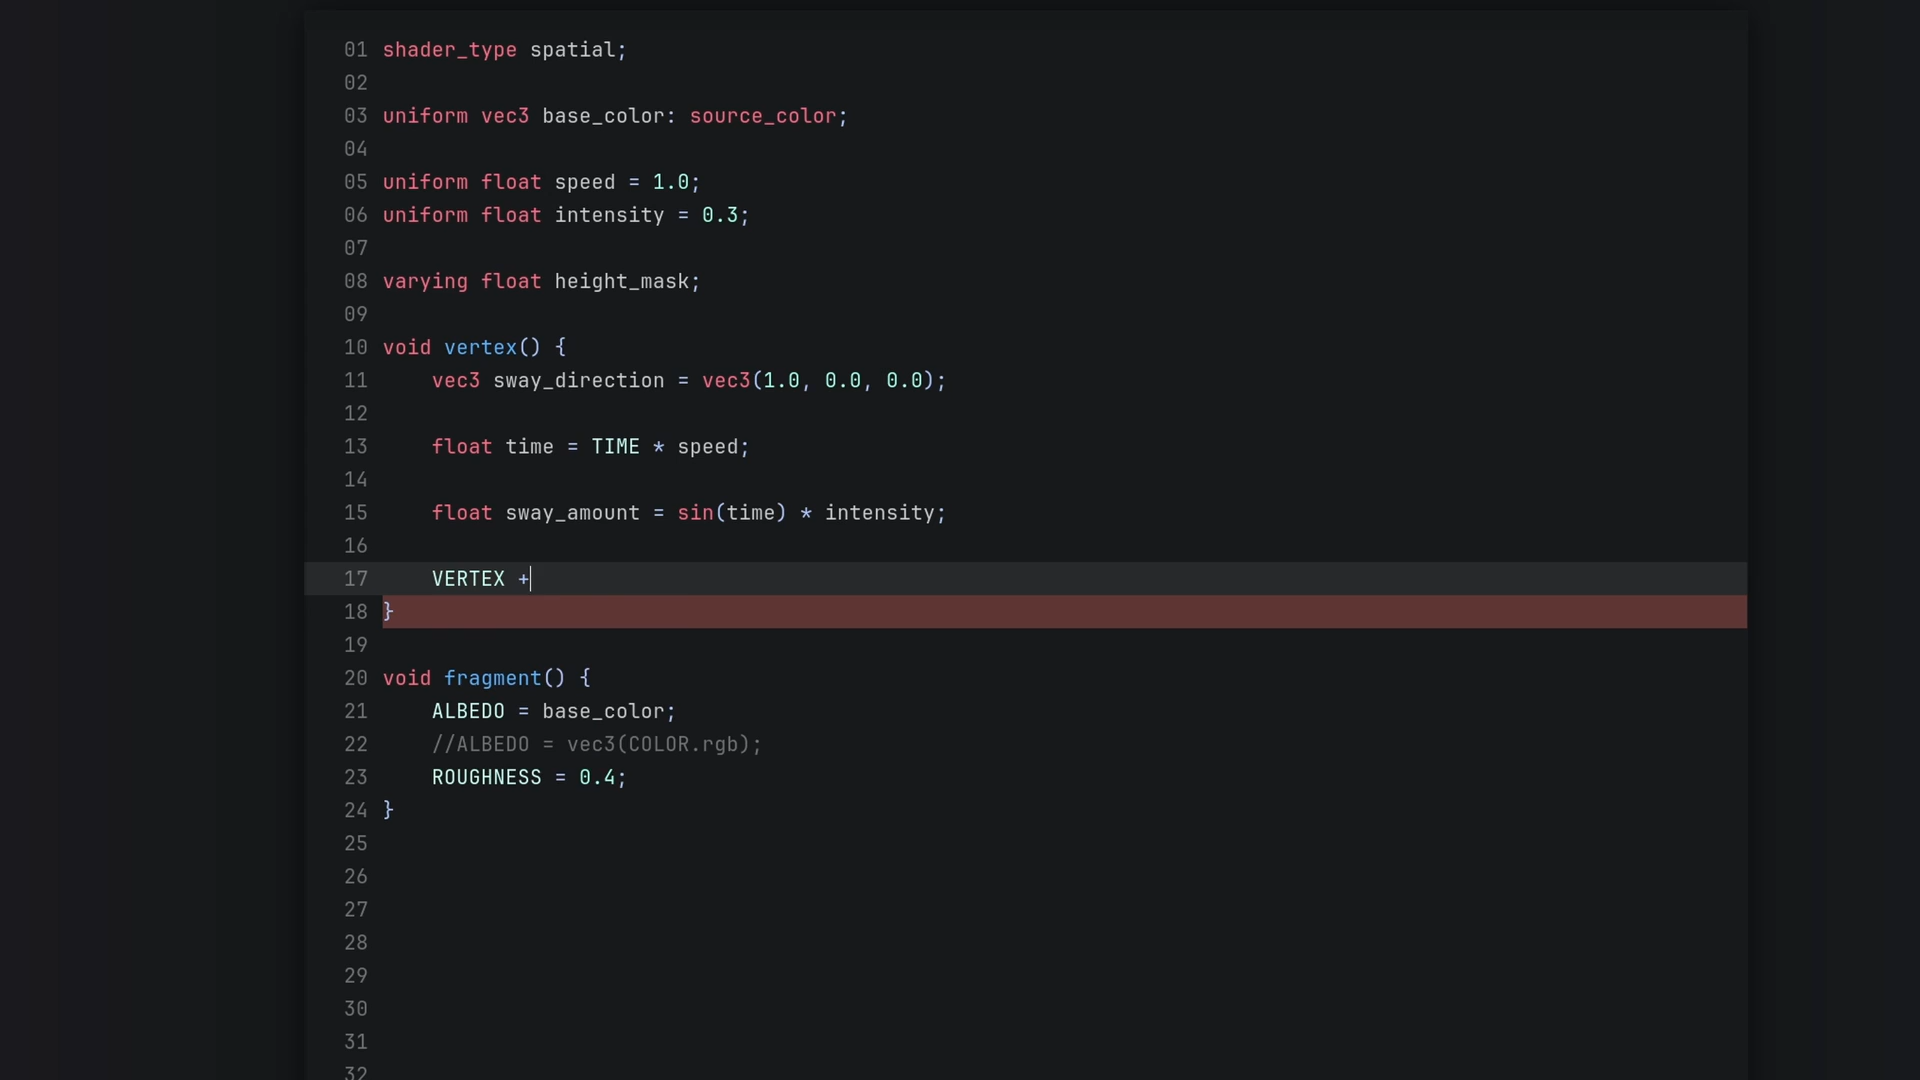 01 shader_type spatial;
02
03 uniform vec3 base_color: source_color;
04
05 uniform float speed = 1.0;
06 uniform float intensity = 0.3;
07
08 varying float height_mask;
09
10 void vertex() {
11     vec3 sway_direction = vec3(1.0, 0.0, 0.0);
12
13     float time = TIME * speed;
14
15     float sway_amount = sin(time) * intensity;
16
17     VERTEX +
18 }
19
20 void fragment() {
21     ALBEDO = base_color;
22     //ALBEDO = vec3(COLOR.rgb);
23     ROUGHNESS = 0.4;
24 }
25
26
27
28
29
30
31
32